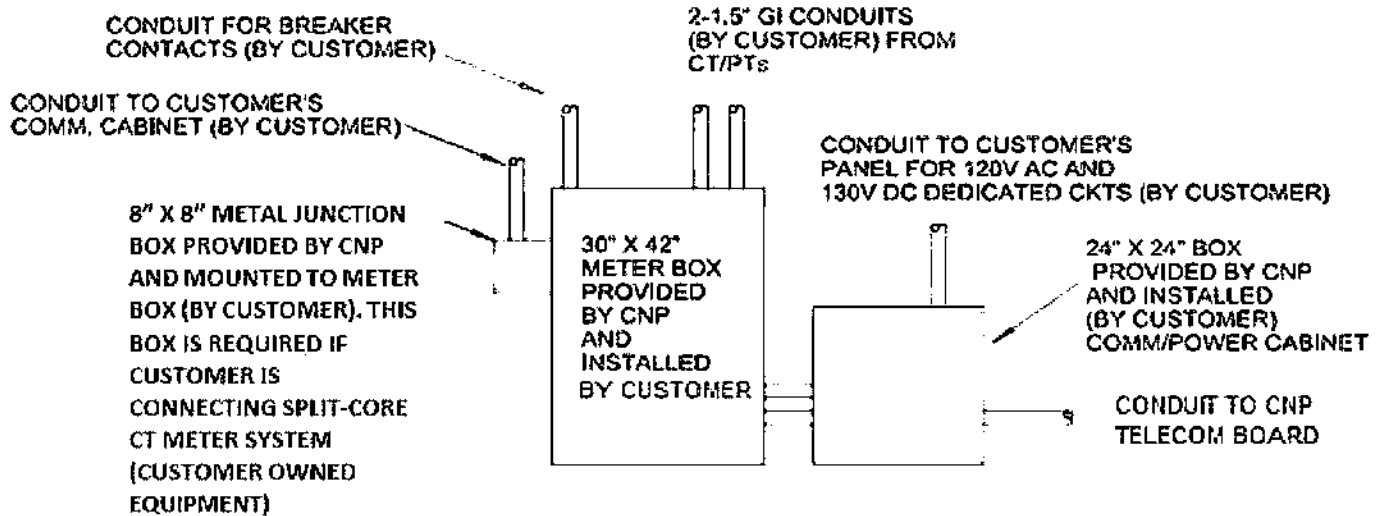 CONDUIT FOR BREAKER
CONTACTS (BY CUSTOMER)
2-1.5" GI CONDUITS
(BY CUSTOMER) FROM
CT/PTs
CONDUIT TO CUSTOMER'S
COMM. CABINET (BY CUSTOMER)
CONDUIT TO CUSTOMER'S
PANEL FOR 120V AC AND
130V DC DEDICATED CKTS (BY CUSTOMER)
8" X 8" METAL JUNCTION
BOX PROVIDED BY CNP
AND MOUNTED TO METER
BOX (BY CUSTOMER). THIS
BOX IS REQUIRED IF
CUSTOMER IS
CONNECTING SPLIT-CORE
CT METER SYSTEM
(CUSTOMER OWNED
EQUIPMENT)
30" X 42"
METER BOX
PROVIDED
BY CNP
AND
INSTALLED
BY CUSTOMER
24" X 24" BOX
PROVIDED BY CNP
AND INSTALLED
(BY CUSTOMER)
COMM/POWER CABINET
CONDUIT TO CNP
TELECOM BOARD